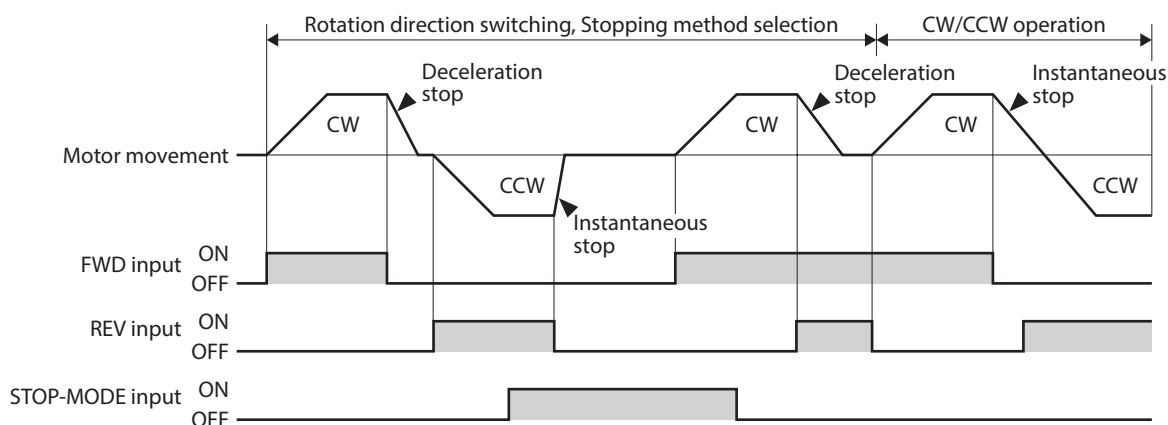 Rotation direction switching, Stopping method selection
CW/CCW operation
Deceleration
stop
Deceleration
stop
Instantaneous
stop
CW
CW
CW
Motor movement
CCW
CCW
Instantaneous
stop
FWD input
ON
OFF
REV input
ON
OFF
STOP-MODE input
ON
OFF